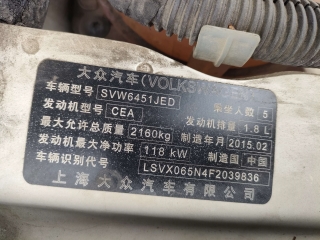 大众汽车(VOLKSWAGEN)
车辆型号 SVW6451JED 乘坐人数 5
发动机型号 CEA 发动机排量 1.8L
最大允许总质量 2160kg 制造年月 2015.02
发动机最大净功率 118 kW 制造国 中国
车辆识别代号 LSVX065N4F2039836
上海大众汽车有限公司